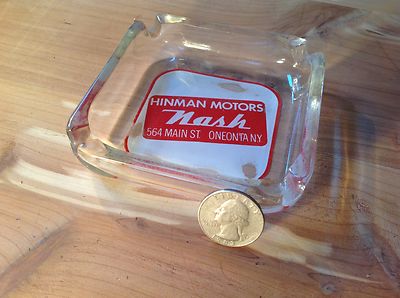 HINMAN MOTORS
Nash
564 MAIN ST. ONEONTA NY